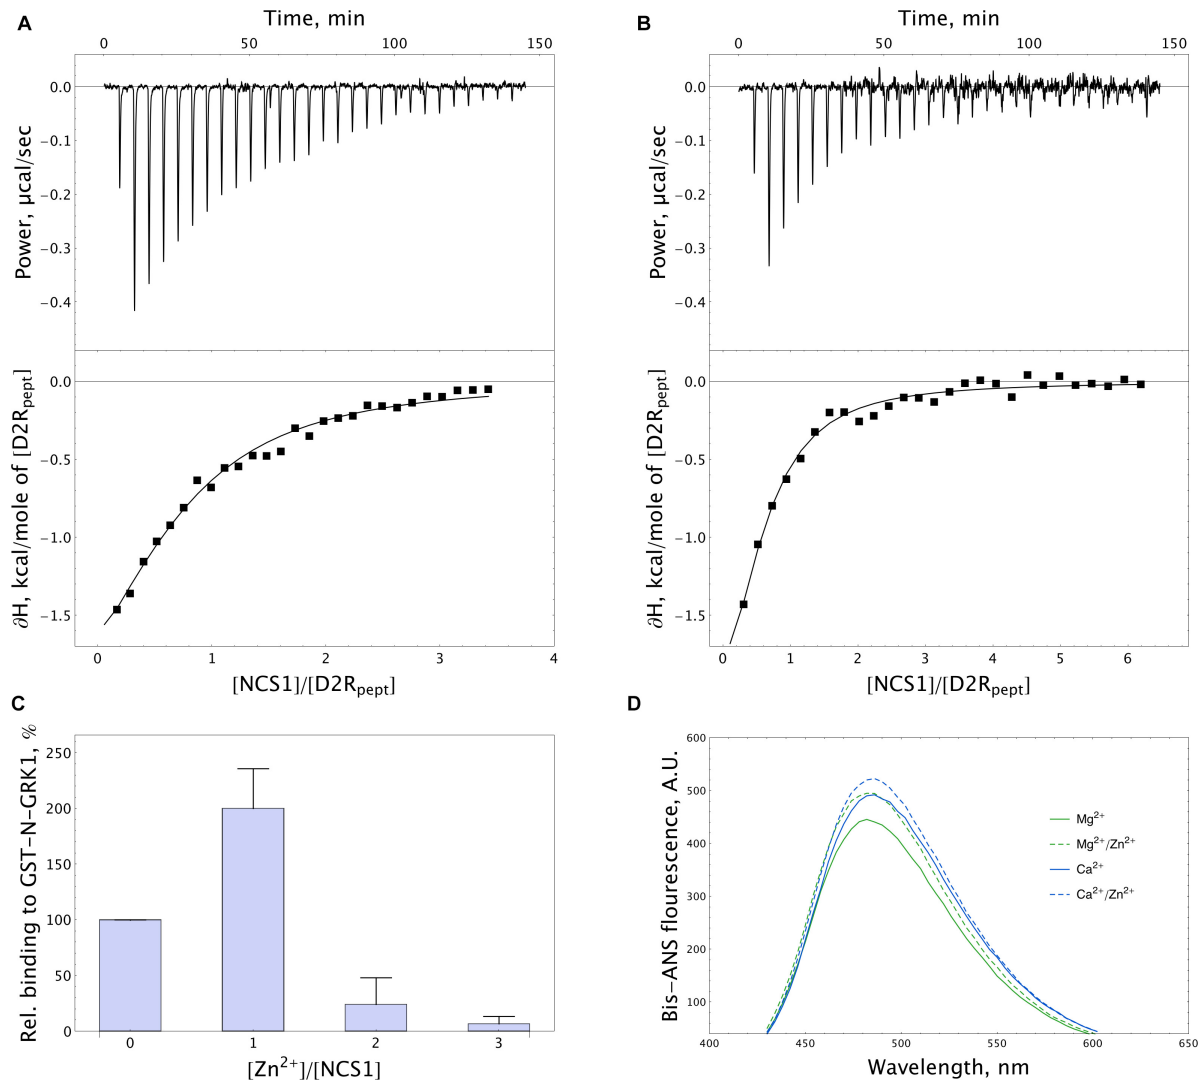 A
Time, min
0 50 100 150
0.0
−0.1
−0.2
−0.3
−0.4
Power, μcal/sec
0.0
−0.5
−1.0
−1.5
∂H, kcal/mole of [D2Rpept]
0 1 2 3 4
[NCS1]/[D2Rpept]
B
Time, min
0 50 100 150
0.0
−0.1
−0.2
−0.3
−0.4
Power, μcal/sec
0.0
−0.5
−1.0
−1.5
∂H, kcal/mole of [D2Rpept]
0 1 2 3 4 5 6
[NCS1]/[D2Rpept]
C
Rel. binding to GST−N−GRK1, %
250
200
150
100
50
0
0 1 2 3
[Zn2+]/[NCS1]
D
Bis−ANS flourescence, A.U.
600
500
400
300
200
100
Mg2+
Mg2+/Zn2+
Ca2+
Ca2+/Zn2+
400 450 500 550 600 650
Wavelength, nm